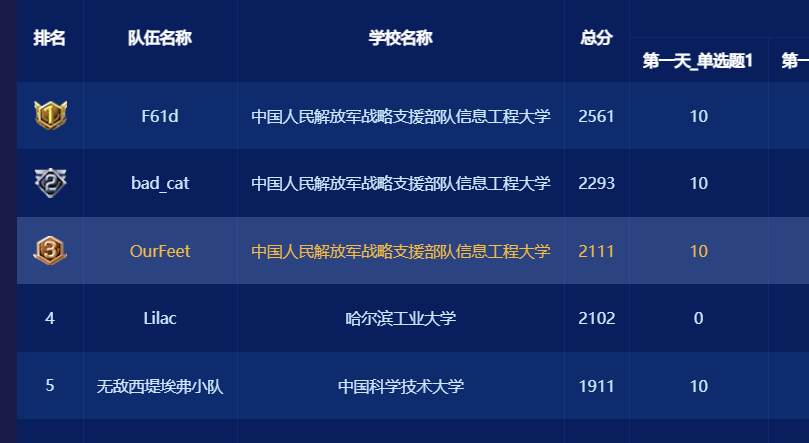 排名 队伍名称 学校名称 总分
第一天_单选题1 第一
1 F61d 中国人民解放军战略支援部队信息工程大学 2561 10
2 bad_cat 中国人民解放军战略支援部队信息工程大学 2293 10
3 OurFeet 中国人民解放军战略支援部队信息工程大学 2111 10
4 Lilac 哈尔滨工业大学 2102 0
5 无敌西堤埃弗小队 中国科学技术大学 1911 10